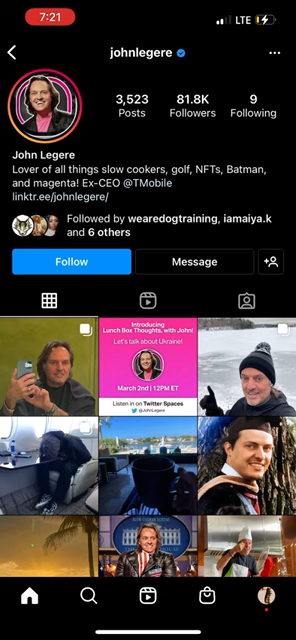 7:21
LTE
johnlegere
3,523
81.8K
9
Posts
Followers
Following
John Legere
Lover of all things slow cookers, golf, NFTs, Batman,
and magenta! Ex-CEO @TMobile
linktr.ee/johnlegere/
Followed by wearedogtraining, iamaiya.k
and 6 others
Follow
Message
Introducing
Lunch Box Thoughts, with John!
Let's talk about Ukraine!
March 2nd | 12PM ET
Listen in on Twitter Spaces
@JohnLegere
THE WHITE HOUSE